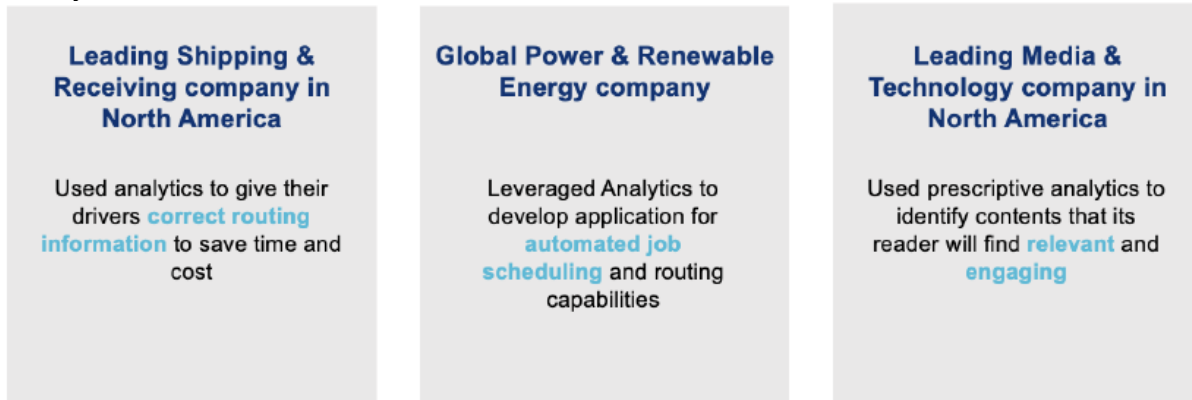 Leading Shipping &
Receiving company in
North America
Used analytics to give their
drivers correct routing
information to save time and
cost
Global Power & Renewable
Energy company
Leveraged Analytics to
develop application for
automated job
scheduling and routing
capabilities
Leading Media &
Technology company in
North America
Used prescriptive analytics to
identify contents that its
reader will find relevant and
engaging